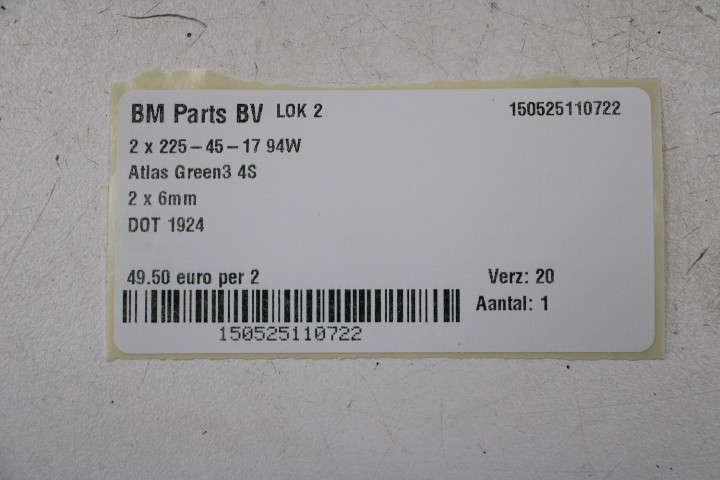 BM Parts BV LOK 2 150525110722
2 x 225-45-17 94W
Atlas Green3 4S
2 x 6mm
DOT 1924
49.50 euro per 2 Verz: 20
Aantal: 1
150525110722